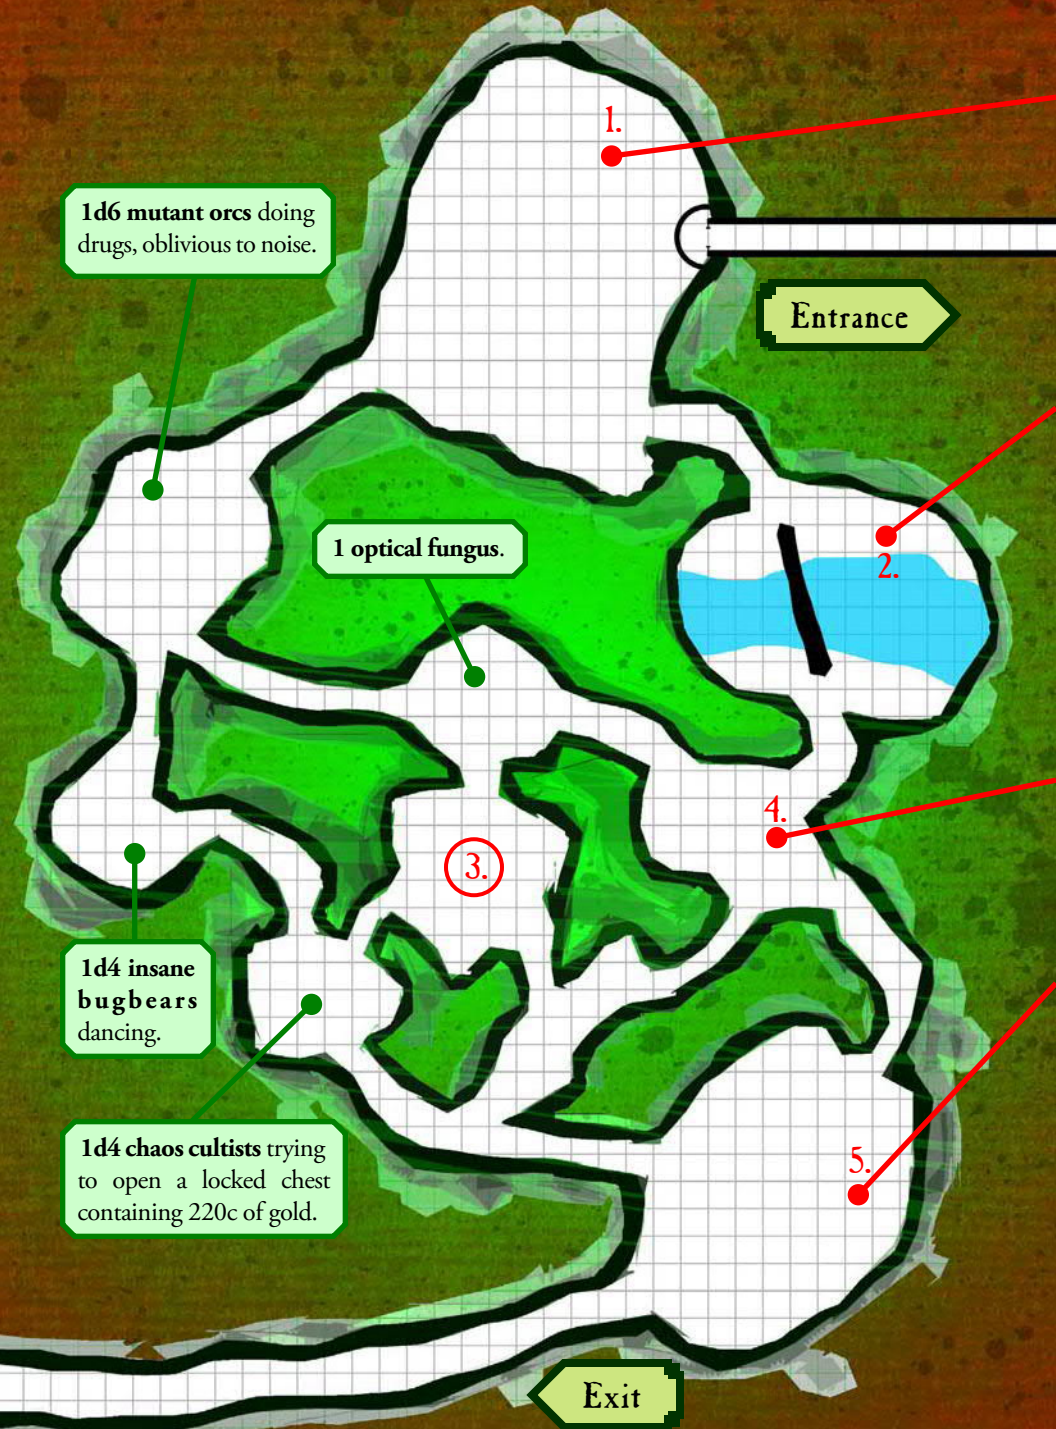 1.
1d6 mutant orcs doing
drugs, oblivious to noise.
Entrance
1 optical fungus.
2.
4.
3.
1d4 insane
bugbears
dancing.
1d4 chaos cultists trying
to open a locked chest
containing 220c of gold.
5.
Exit